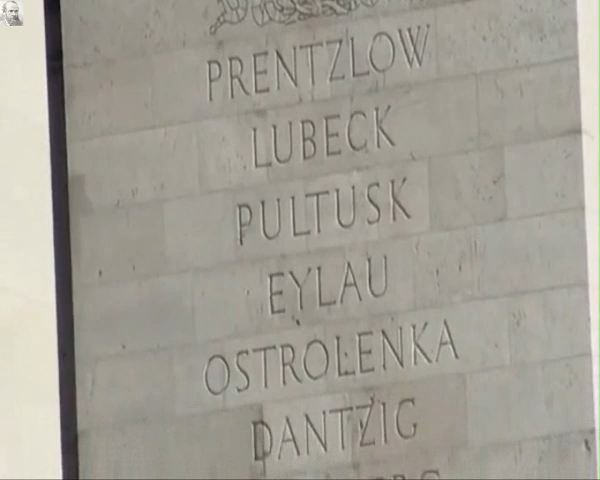 PRENTZLOW
LUBECK
PULTUSK
EYLAU
OSTROLENKA
DANTZIG